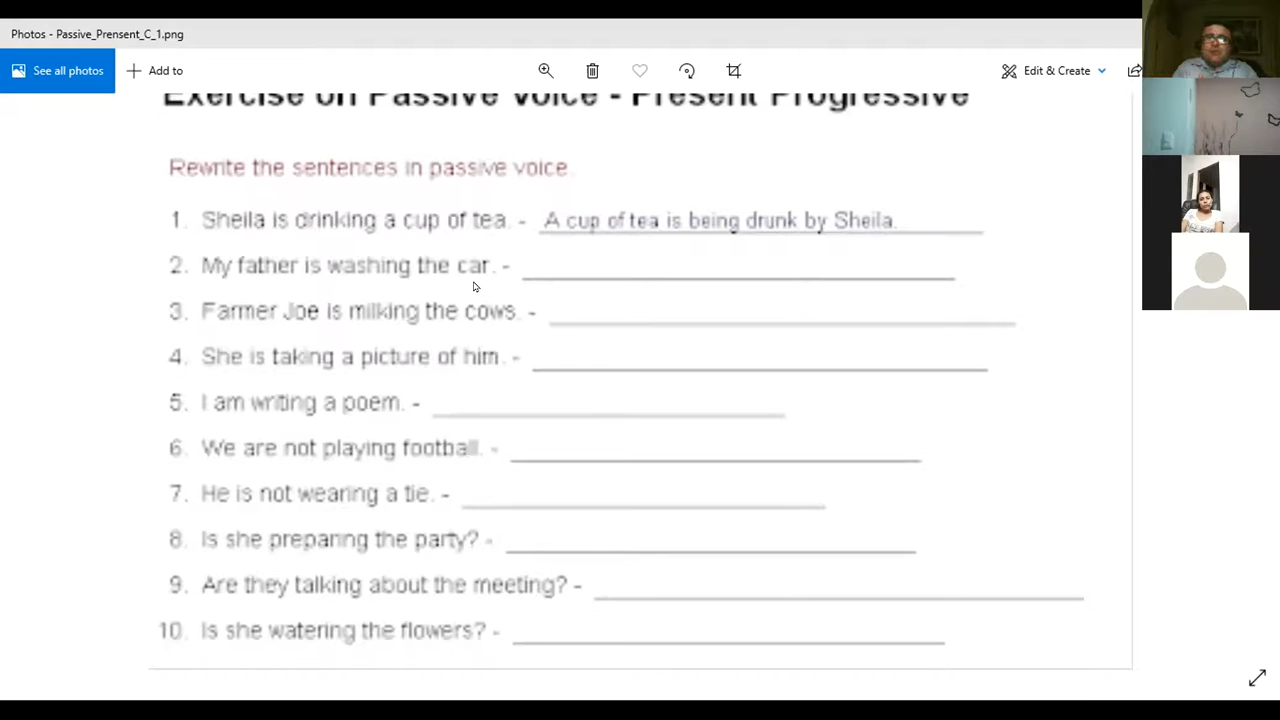 Photos - Passive_Prensent_C_1.png
See all photos
Add to
Edit & Create
Exercise on Passive Voice - Present Progressive
Rewrite the sentences in passive voice.
1. Sheila is drinking a cup of tea. - A cup of tea is being drunk by Sheila.
2. My father is washing the car. -
3. Farmer Joe is milking the cows. -
4. She is taking a picture of him. -
5. I am writing a poem. -
6. We are not playing football. -
7. He is not wearing a tie. -
8. Is she preparing the party? -
9. Are they talking about the meeting? -
10. Is she watering the flowers? -